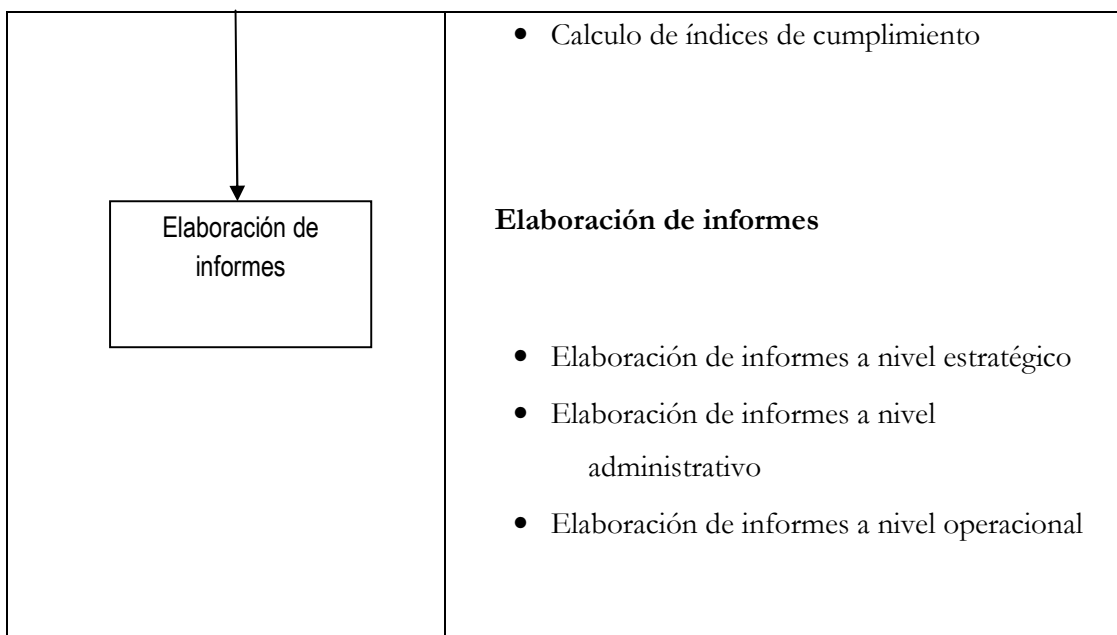 • Calculo de índices de cumplimiento
Elaboración de
informes
Elaboración de informes
• Elaboración de informes a nivel estratégico
• Elaboración de informes a nivel
administrativo
• Elaboración de informes a nivel operacional